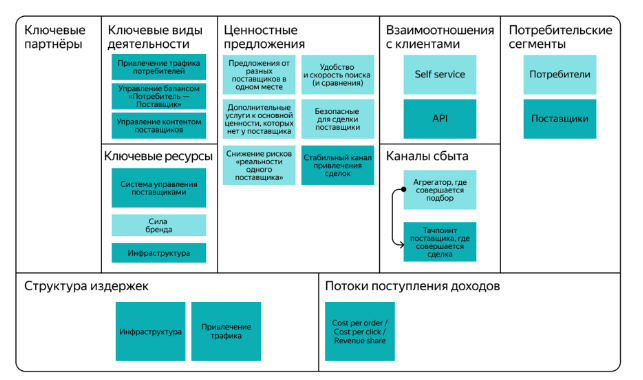 Ключевые
партнёры
Ключевые виды
деятельности
Привлечение трафика
потребителей
Управление балансом
«Потребитель —
Поставщик»
Управление контентом
поставщиков
Ключевые ресурсы
Система управления
поставщиками
Сила
бренда
Инфраструктура
Ценностные
предложения
Предложения от
разных
поставщиков в
одном месте
Удобство
и скорость поиска
(и сравнения)
Дополнительные
услуги к основной
ценности, которых
нет у поставщика
Безопасные
для сделки
поставщики
Снижение рисков
«реальности
одного
поставщика»
Стабильный канал
привлечения
сделок
Взаимоотношения
с клиентами
Self service
API
Каналы сбыта
Агрегатор, где
совершается
подбор
Тачпоинт
поставщика, где
совершается
сделка
Потребительские
сегменты
Потребители
Поставщики
Структура издержек
Инфраструктура
Привлечение
трафика
Потоки поступления доходов
Cost per order /
Cost per click /
Revenue share